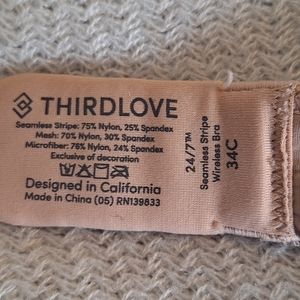 THIRDLOVE
Seamless Stripe: 75% Nylon, 25% Spandex
Mesh: 70% Nylon, 30% Spandex
Microfiber: 76% Nylon, 24% Spandex
Exclusive of decoration
Designed in California
Made in China (05) RN139833
24/7™
Seamless Stripe
Wireless Bra
34C